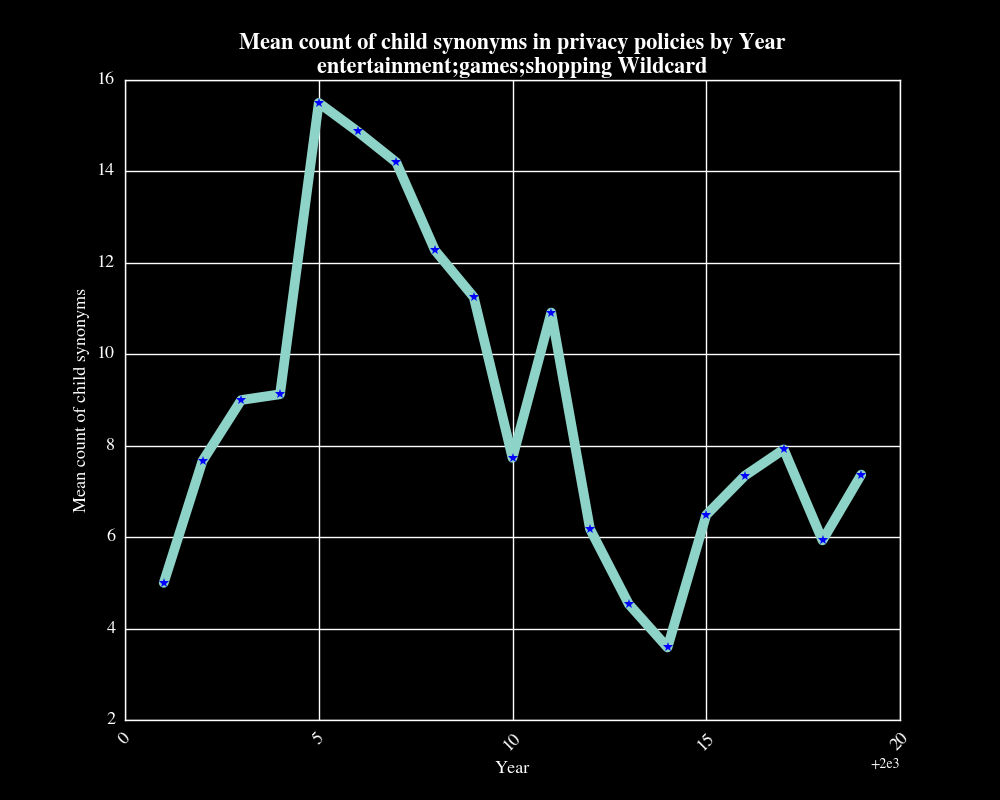 Mean count of child synonyms in privacy policies by Year
entertainment;games;shopping Wildcard
16
14
12
10
8
6
4
2
Mean count of child synonyms
0
5
10
15
20
Year
+2e3